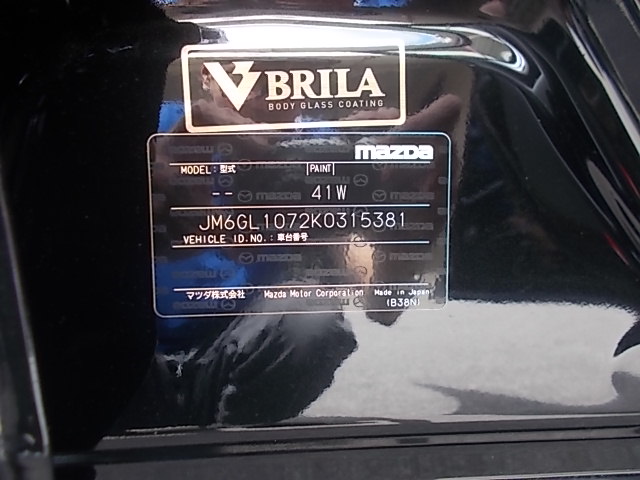 V BRILA
BODY GLASS COATING
mazda
MODEL：型式 PAINT
-- 41W
JM6GL1072K0315381
VEHICLE ID.NO.：車台番号
マツダ株式会社 Mazda Motor Corporation Made in Japan
(B38N)